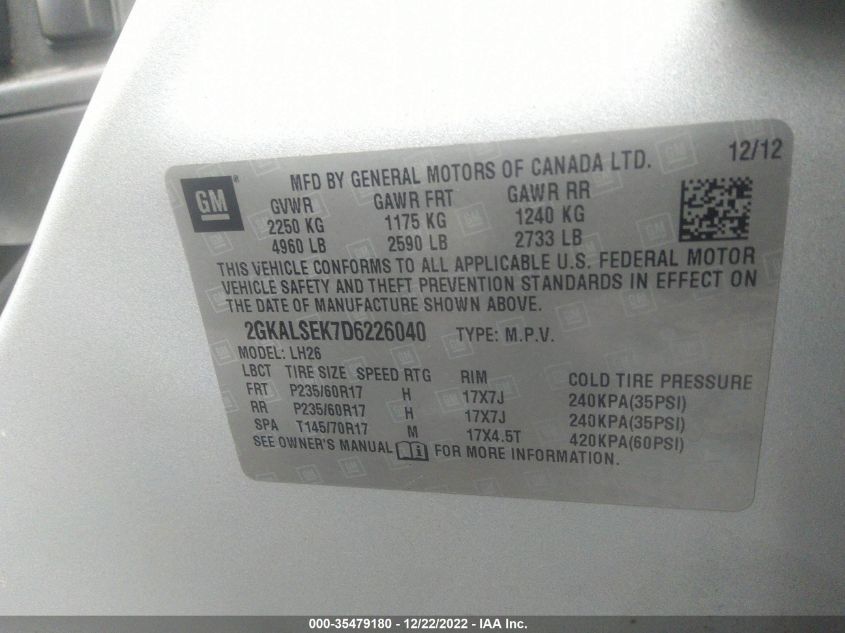 GM®
MFD BY GENERAL MOTORS OF CANADA LTD. 12/12
GVWR GAWR FRT GAWR RR
2250 KG 1175 KG 1240 KG
4960 LB 2590 LB 2733 LB
THIS VEHICLE CONFORMS TO ALL APPLICABLE U.S. FEDERAL MOTOR
VEHICLE SAFETY AND THEFT PREVENTION STANDARDS IN EFFECT ON
THE DATE OF MANUFACTURE SHOWN ABOVE.
2GKALSEK7D6226040 TYPE: M.P.V.
MODEL: LH26
LBCT TIRE SIZE SPEED RTG RIM COLD TIRE PRESSURE
FRT P235/60R17 H 17X7J 240KPA(35PSI)
RR P235/60R17 H 17X7J 240KPA(35PSI)
SPA T145/70R17 M 17X4.5T 420KPA(60PSI)
SEE OWNER'S MANUAL FOR MORE INFORMATION.
000-35479180 - 12/22/2022 - IAA Inc.